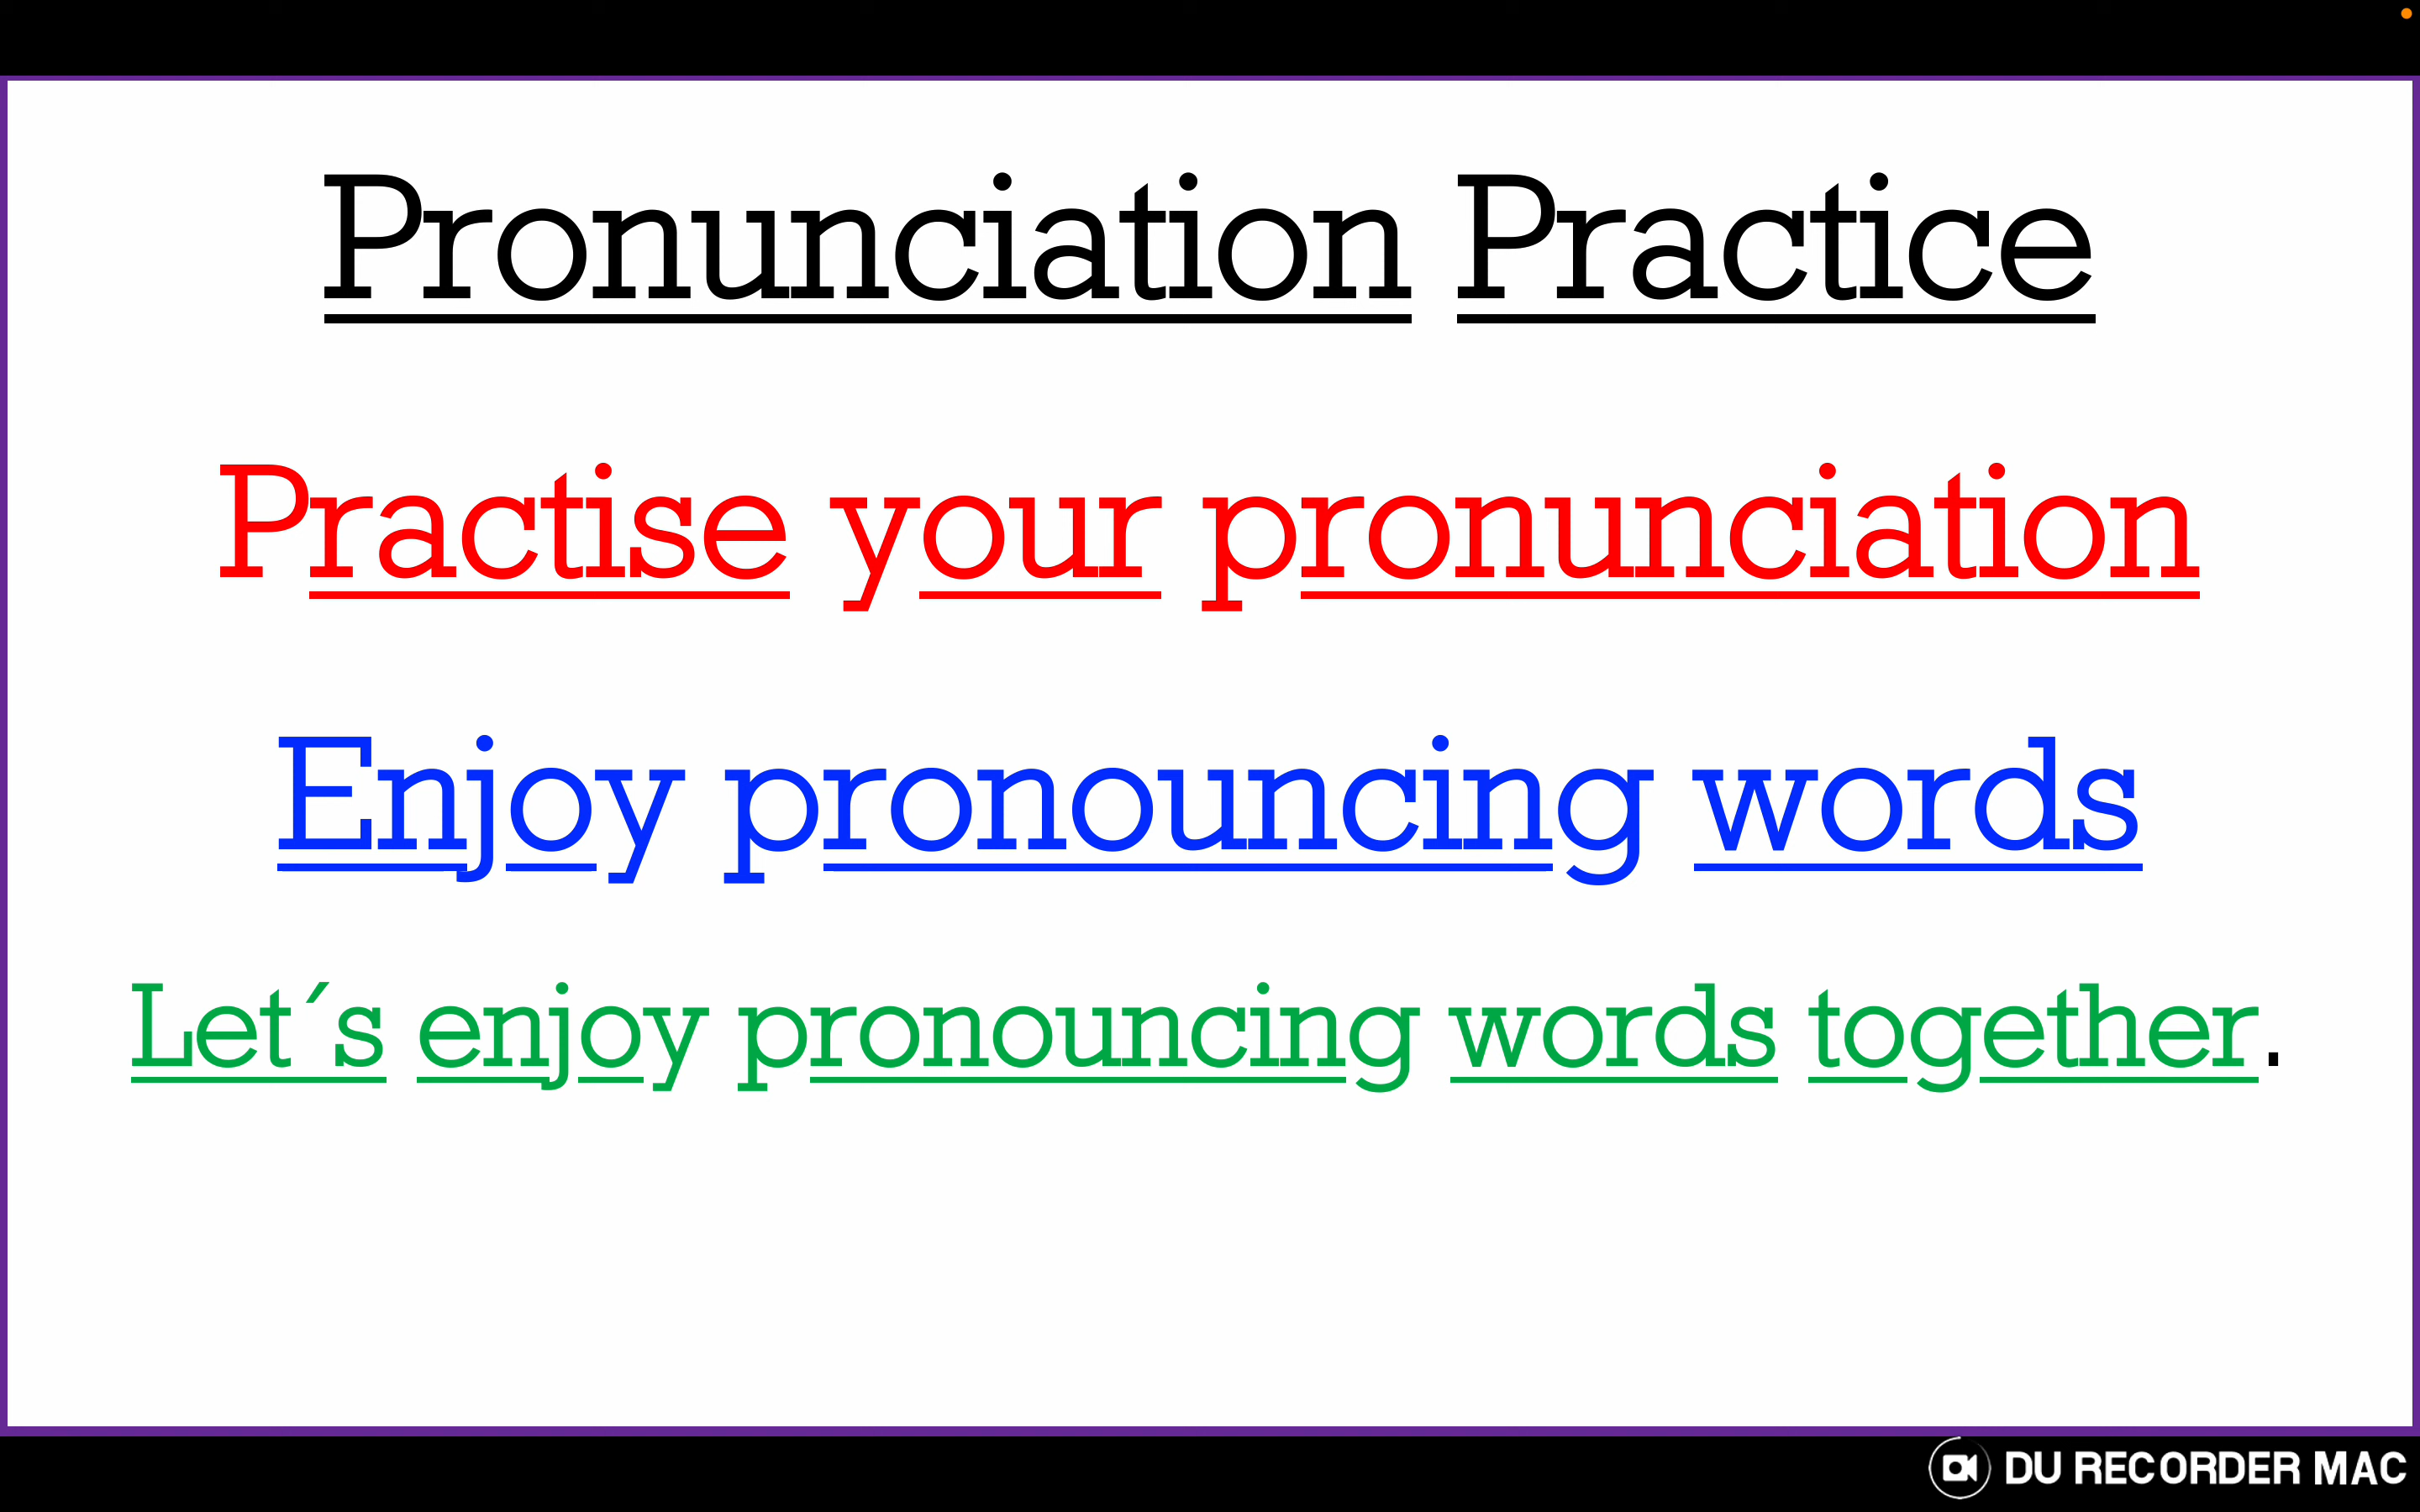 Pronunciation Practice
Practise your pronunciation
Enjoy pronouncing words
Let´s enjoy pronouncing words together.
DU RECORDER MAC